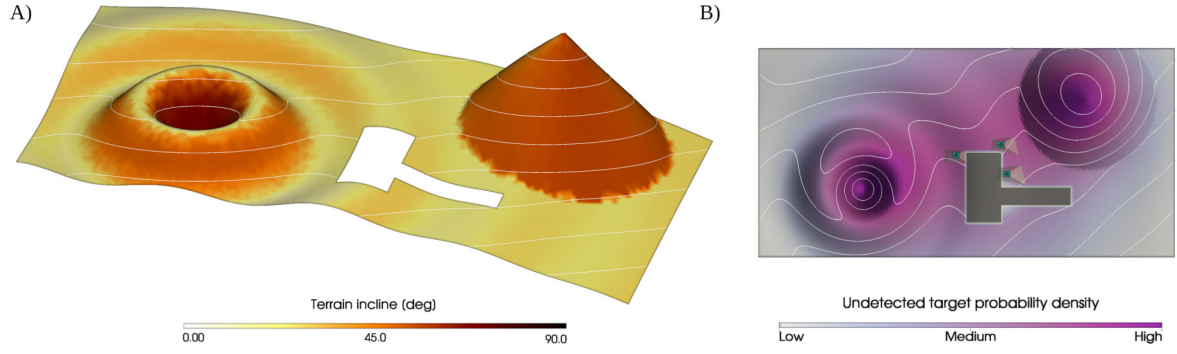 A)
B)
Terrain incline (deg)
0.00 45.0 90.0
Undetected target probability density
Low Medium High